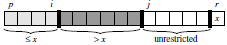 p i j r
x
≤ x > x unrestricted